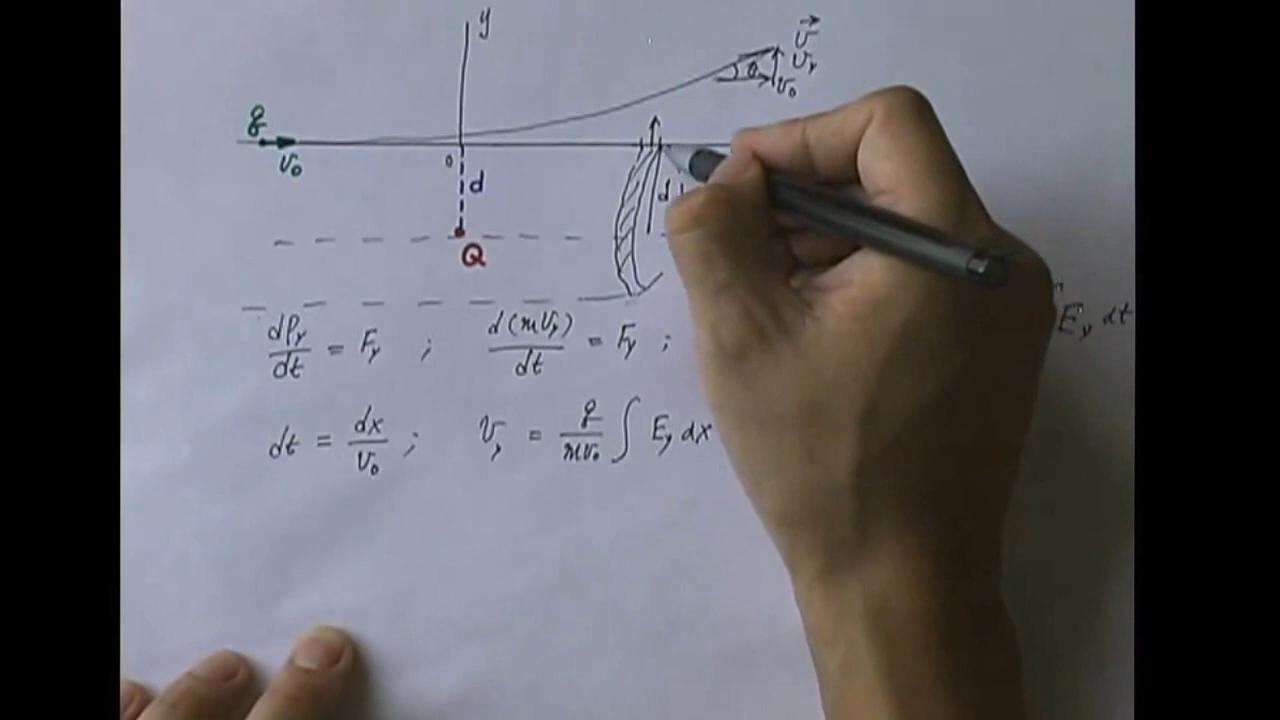 y
v⃗
v_y
θ
v₀
q
v₀
0
d
d
Q
dP_y/dt = F_y ; d(mv_y)/dt = F_y ; E_y dt
dt = dx/v₀ ; v_y = q/mv₀ ∫ E_y dx